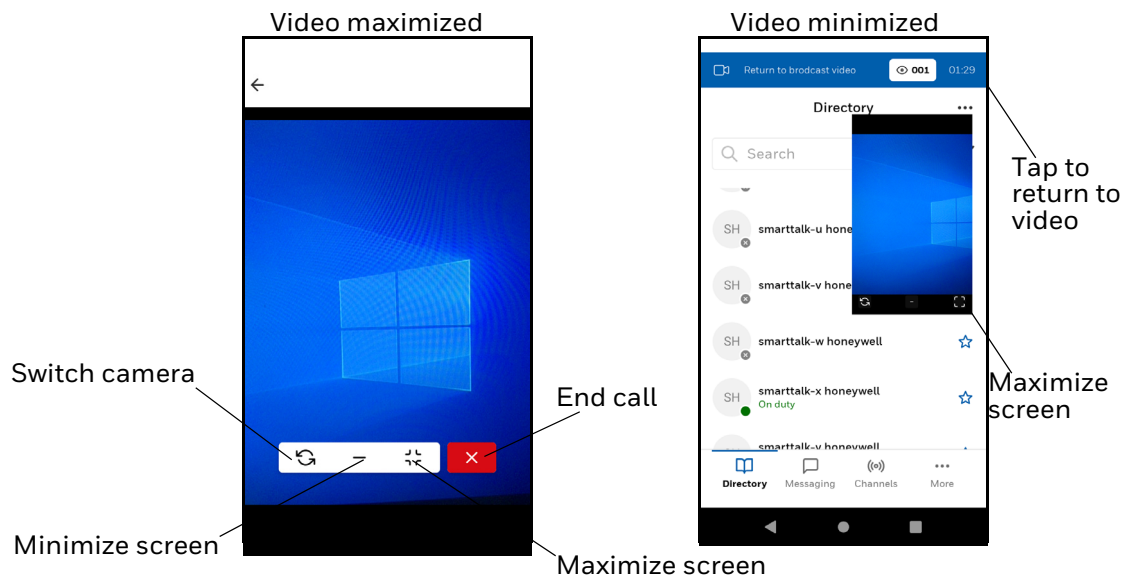 Video maximized
Video minimized
Return to brodcast video
001
01:29
Directory
Search
Tap to
return to
video
SH
smarttalk-u hone
SH
smarttalk-v hone
SH
smarttalk-w honeywell
Switch camera
End call
Maximize
screen
SH
smarttalk-x honeywell
On duty
smarttalk-y honeywell
Directory
Messaging
Channels
More
Minimize screen
Maximize screen